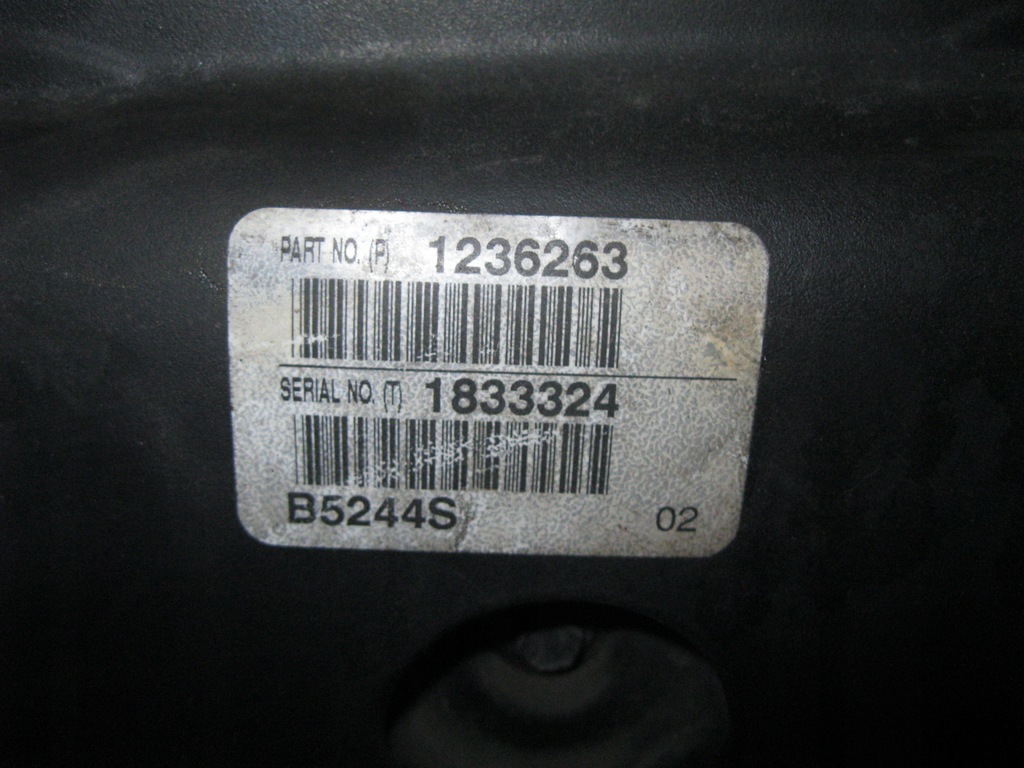 PART NO. (P) 1236263
SERIAL NO. (T) 1833324
B5244S 02